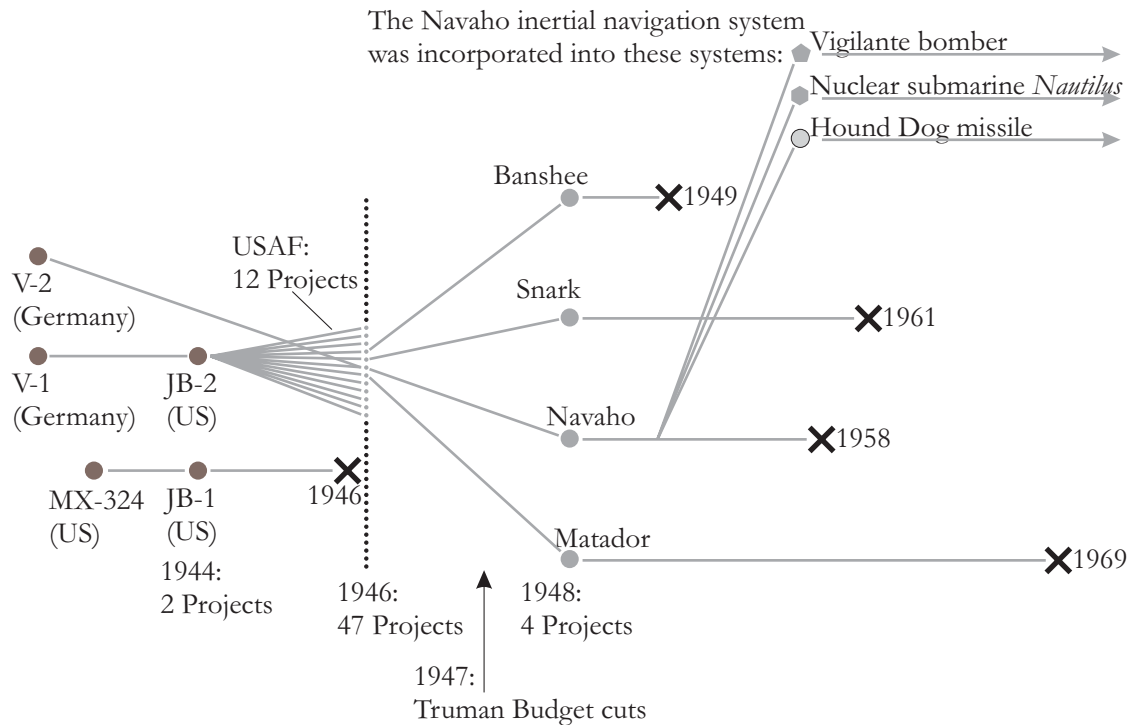 The Navaho inertial navigation system
was incorporated into these systems:
Vigilante bomber
Nuclear submarine Nautilus
Hound Dog missile
Banshee
1949
USAF:
12 Projects
V-2
(Germany)
Snark
1961
V-1
(Germany)
JB-2
(US)
Navaho
1958
MX-324
(US)
JB-1
(US)
1946
Matador
1969
1944:
2 Projects
1946:
47 Projects
1948:
4 Projects
1947:
Truman Budget cuts